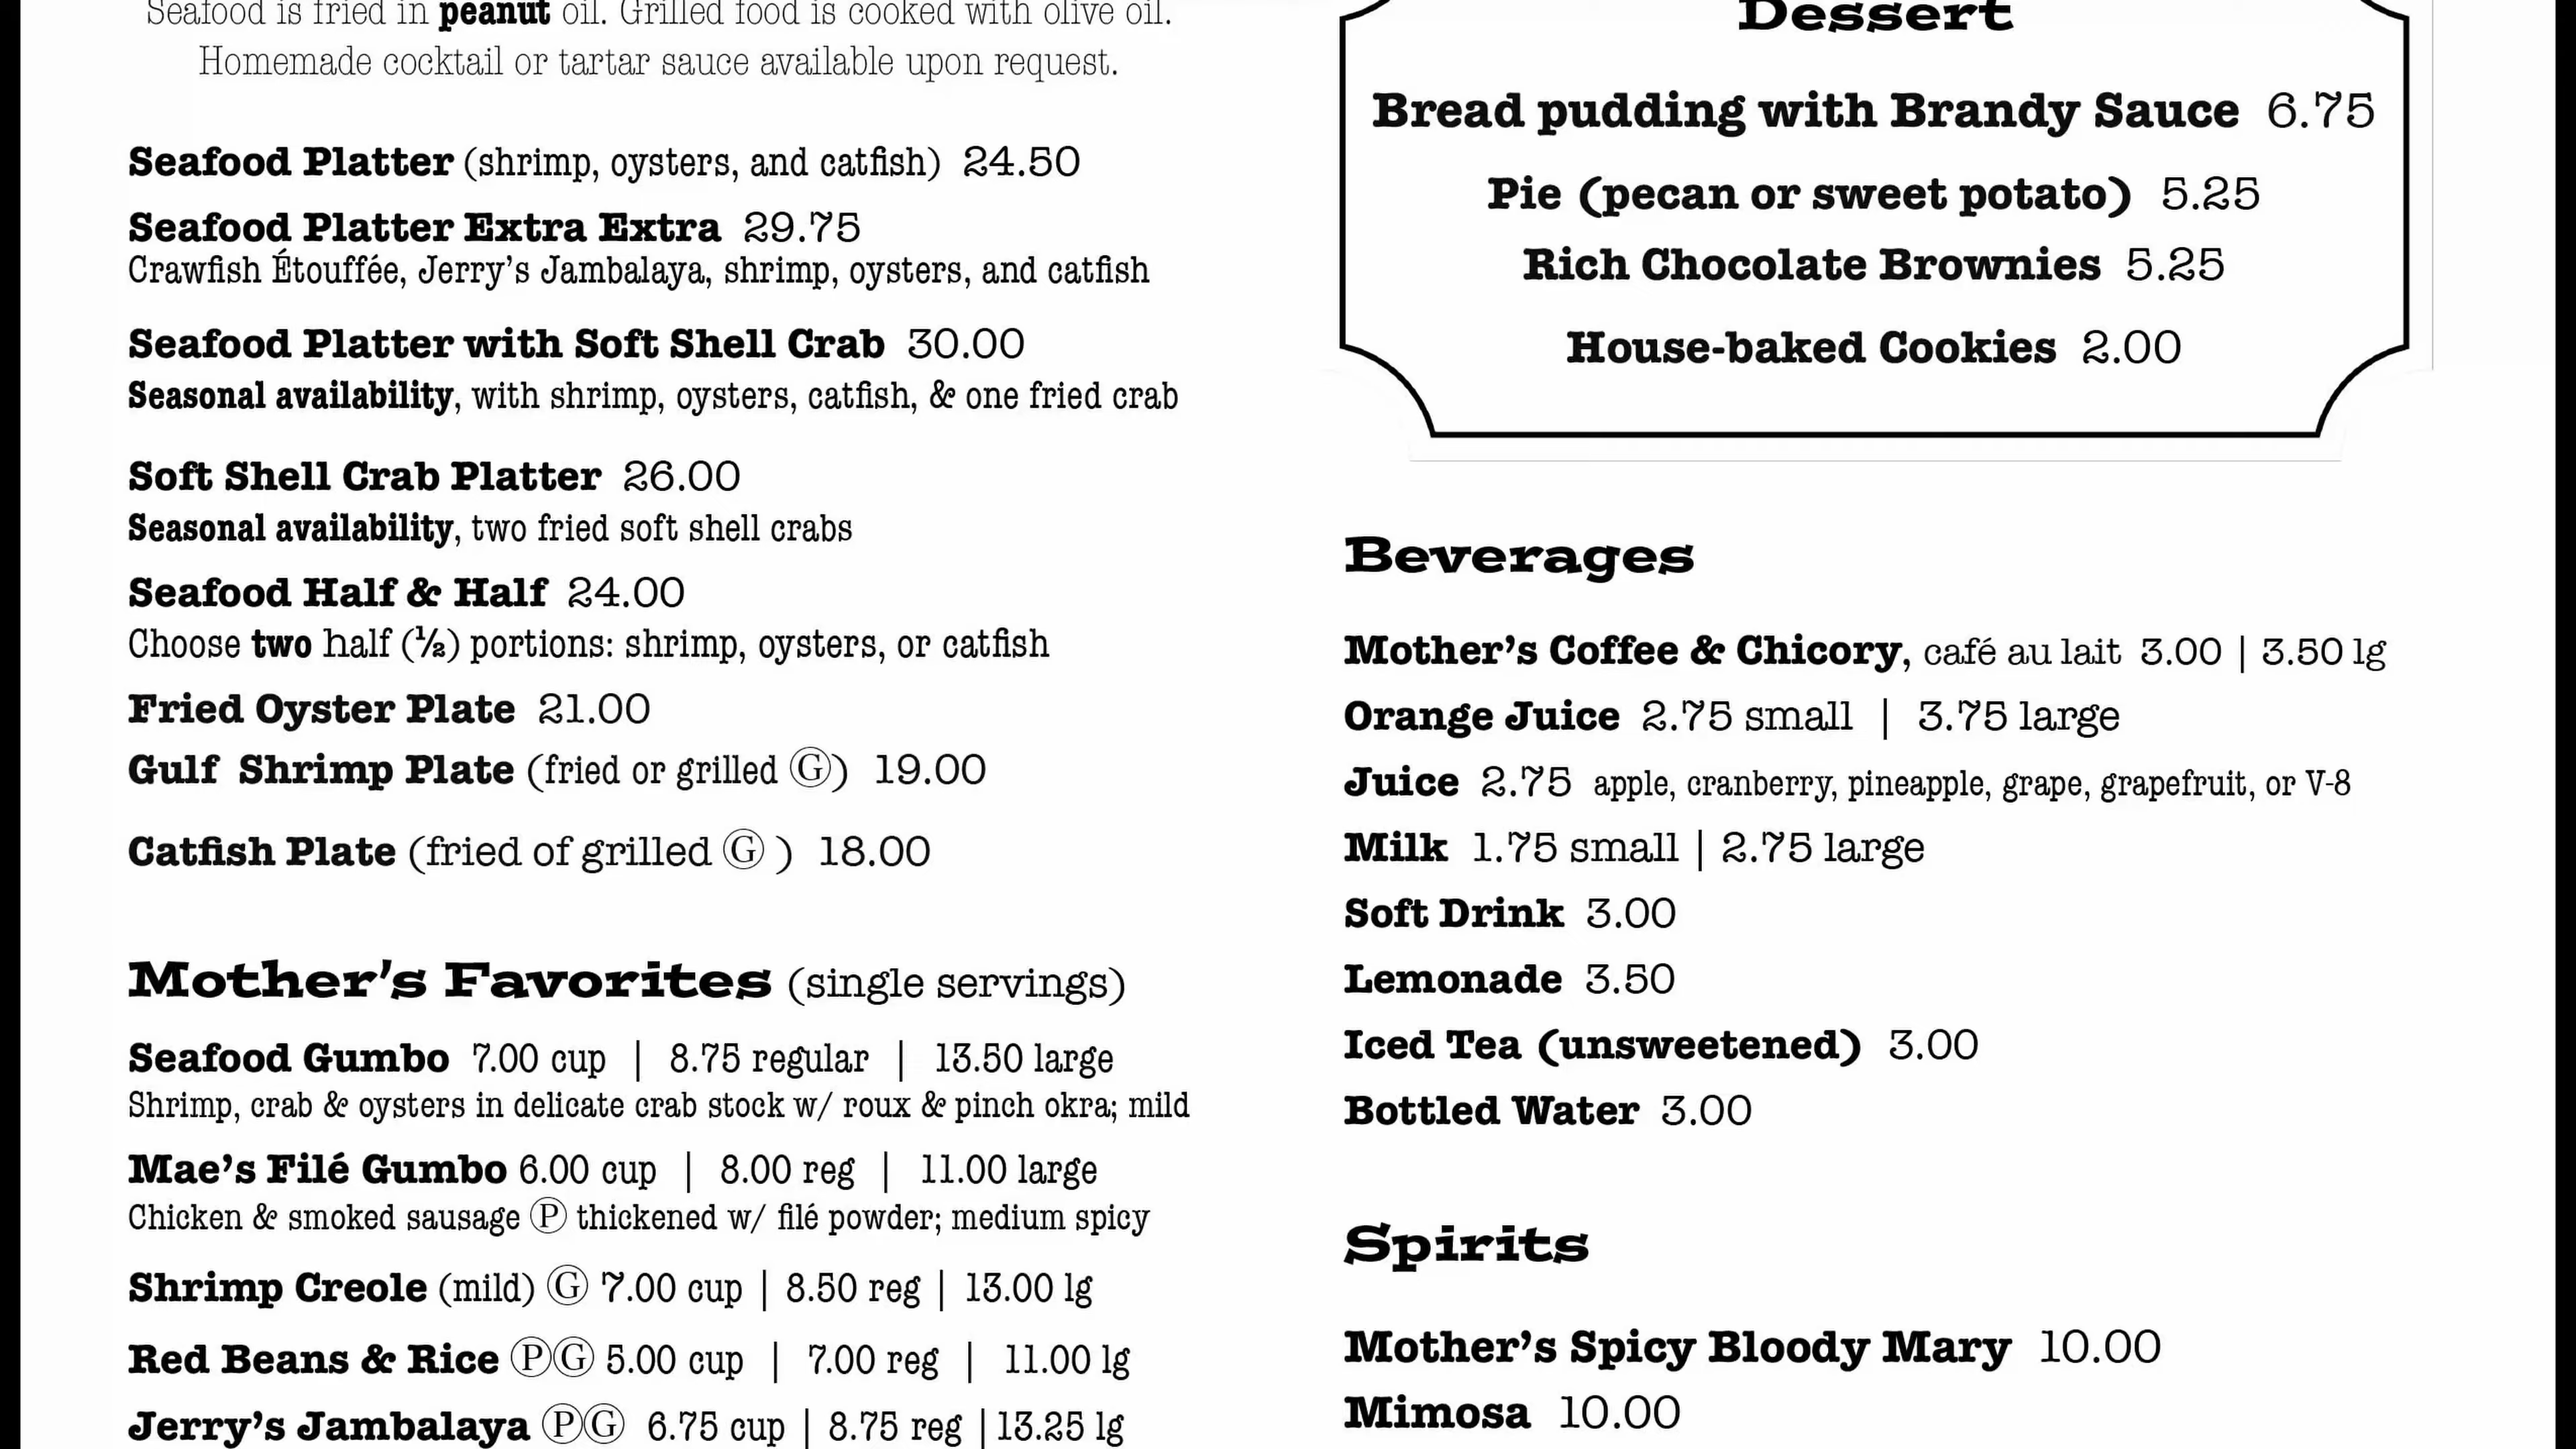 Seafood is fried in peanut oil. Grilled food is cooked with olive oil.
Homemade cocktail or tartar sauce available upon request.
Seafood Platter (shrimp, oysters, and catfish) 24.50
Seafood Platter Extra Extra 29.75
Crawfish Étouffée, Jerry’s Jambalaya, shrimp, oysters, and catfish
Seafood Platter with Soft Shell Crab 30.00
Seasonal availability, with shrimp, oysters, catfish, & one fried crab
Soft Shell Crab Platter 26.00
Seasonal availability, two fried soft shell crabs
Seafood Half & Half 24.00
Choose two half (½) portions: shrimp, oysters, or catfish
Fried Oyster Plate 21.00
Gulf Shrimp Plate (fried or grilled Ⓖ) 19.00
Catfish Plate (fried of grilled Ⓖ ) 18.00
Mother’s Favorites (single servings)
Seafood Gumbo 7.00 cup | 8.75 regular | 13.50 large
Shrimp, crab & oysters in delicate crab stock w/ roux & pinch okra; mild
Mae’s Filé Gumbo 6.00 cup | 8.00 reg | 11.00 large
Chicken & smoked sausage Ⓟ thickened w/ filé powder; medium spicy
Shrimp Creole (mild) Ⓖ 7.00 cup | 8.50 reg | 13.00 lg
Red Beans & Rice ⓅⒼ 5.00 cup | 7.00 reg | 11.00 lg
Jerry’s Jambalaya ⓅⒼ 6.75 cup | 8.75 reg | 13.25 lg
Dessert
Bread pudding with Brandy Sauce 6.75
Pie (pecan or sweet potato) 5.25
Rich Chocolate Brownies 5.25
House-baked Cookies 2.00
Beverages
Mother’s Coffee & Chicory, café au lait 3.00 | 3.50 lg
Orange Juice 2.75 small | 3.75 large
Juice 2.75 apple, cranberry, pineapple, grape, grapefruit, or V-8
Milk 1.75 small | 2.75 large
Soft Drink 3.00
Lemonade 3.50
Iced Tea (unsweetened) 3.00
Bottled Water 3.00
Spirits
Mother’s Spicy Bloody Mary 10.00
Mimosa 10.00